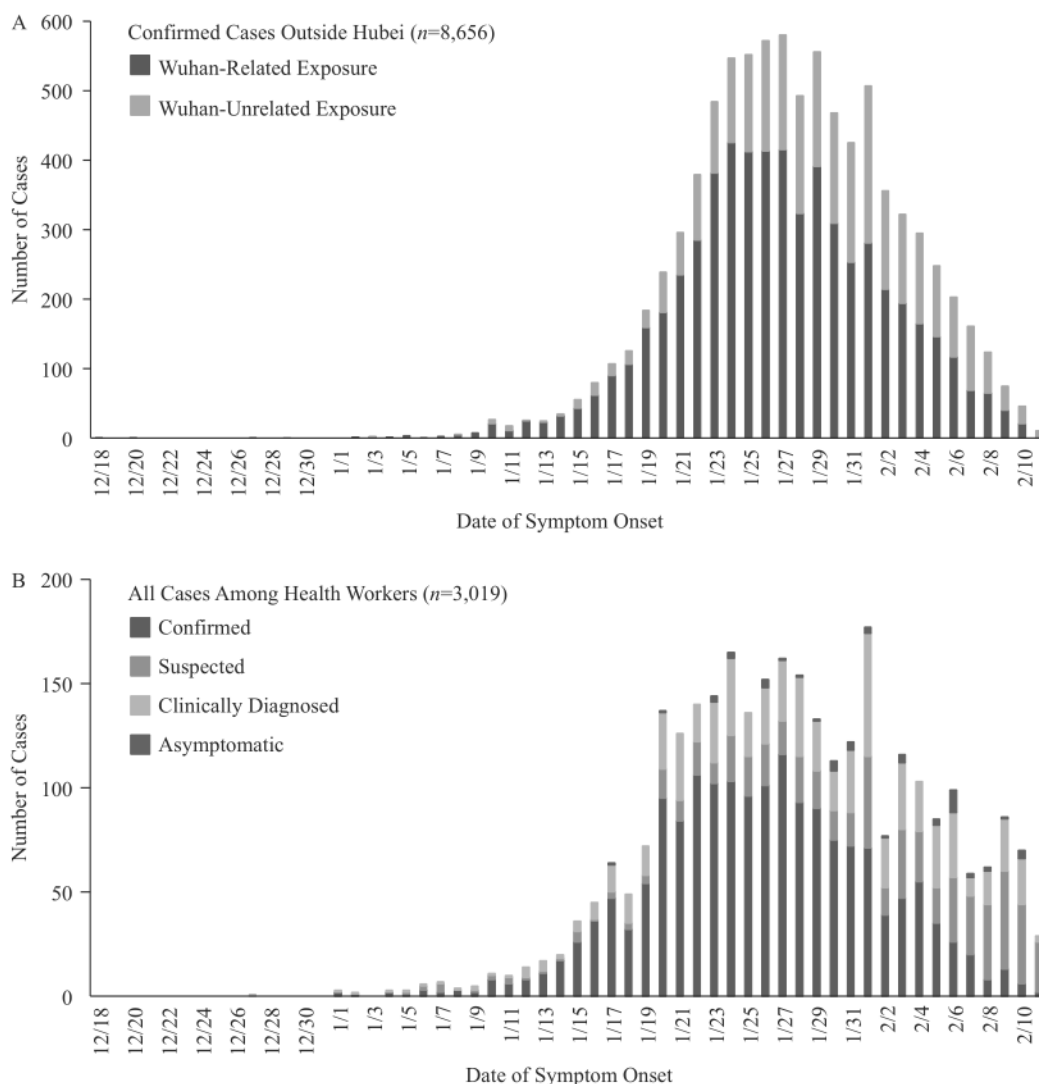 A
Confirmed Cases Outside Hubei (n=8,656)
Wuhan-Related Exposure
Wuhan-Unrelated Exposure
Number of Cases
600
500
400
300
200
100
0
12/18 12/20 12/22 12/24 12/26 12/28 12/30 1/1 1/3 1/5 1/7 1/9 1/11 1/13 1/15 1/17 1/19 1/21 1/23 1/25 1/27 1/29 1/31 2/2 2/4 2/6 2/8 2/10
Date of Symptom Onset
B
All Cases Among Health Workers (n=3,019)
Confirmed
Suspected
Clinically Diagnosed
Asymptomatic
Number of Cases
200
150
100
50
0
12/18 12/20 12/22 12/24 12/26 12/28 12/30 1/1 1/3 1/5 1/7 1/9 1/11 1/13 1/15 1/17 1/19 1/21 1/23 1/25 1/27 1/29 1/31 2/2 2/4 2/6 2/8 2/10
Date of Symptom Onset